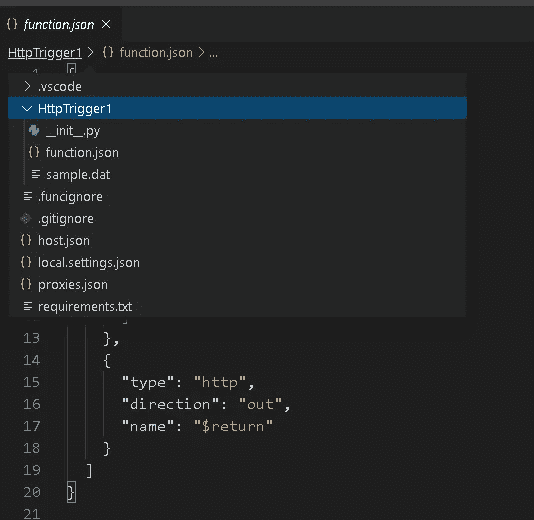 {} function.json ×
HttpTrigger1 > {} function.json > ...
> .vscode
HttpTrigger1
__init__.py
{} function.json
sample.dat
.funcignore
.gitignore
{} host.json
{} local.settings.json
{} proxies.json
requirements.txt
13 },
14 {
15 "type": "http",
16 "direction": "out",
17 "name": "$return"
18 }
19 ]
20 }
21